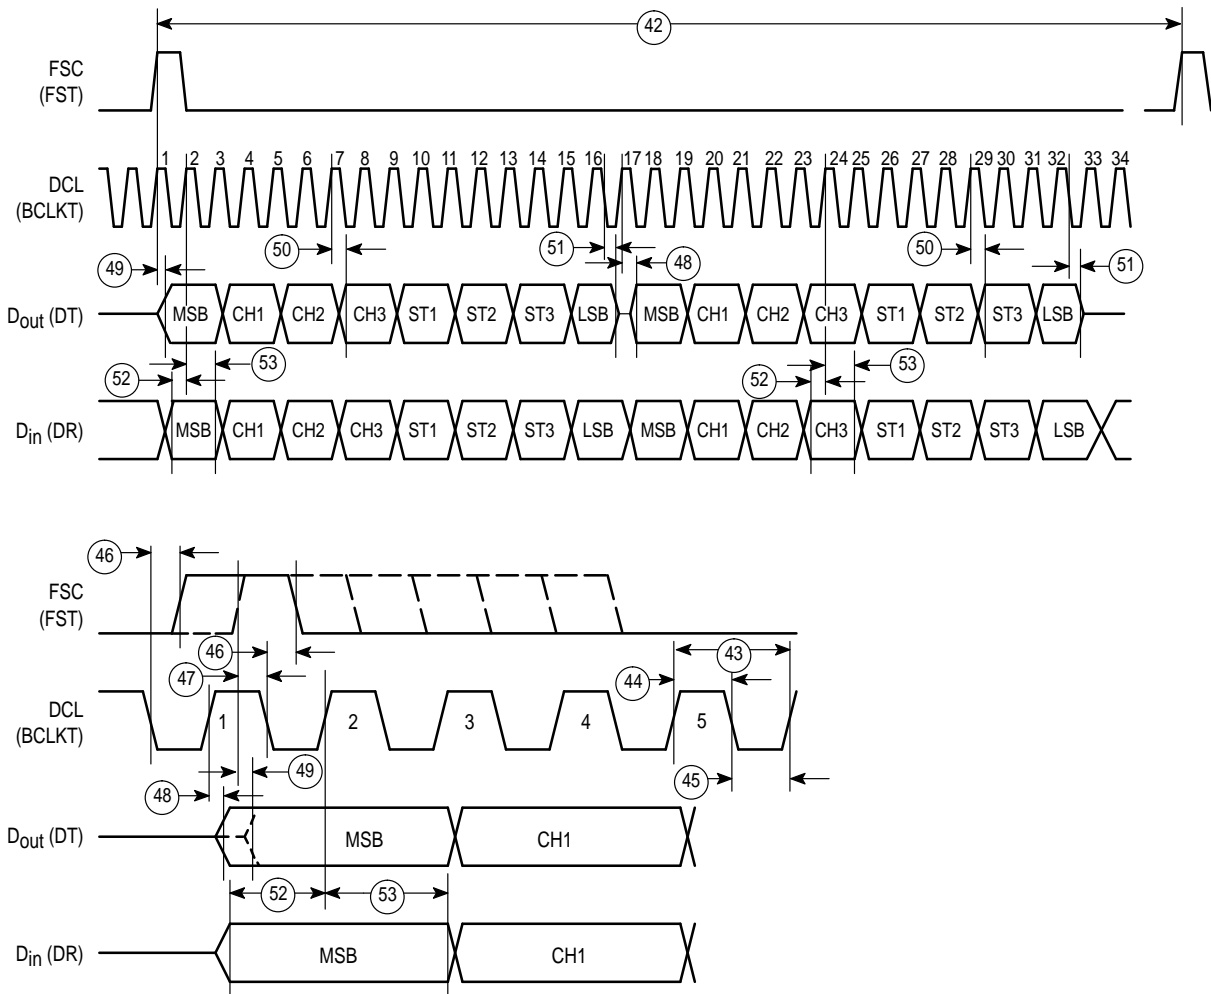 42
FSC
(FST)
1 2 3 4 5 6 7 8 9 10 11 12 13 14 15 16 17 18 19 20 21 22 23 24 25 26 27 28 29 30 31 32 33 34
DCL
(BCLKT)
49 50 51 48 50 51
Dout (DT) MSB CH1 CH2 CH3 ST1 ST2 ST3 LSB MSB CH1 CH2 CH3 ST1 ST2 ST3 LSB
52 53 52 53
Din (DR) MSB CH1 CH2 CH3 ST1 ST2 ST3 LSB MSB CH1 CH2 CH3 ST1 ST2 ST3 LSB
46
FSC
(FST)
46 43
47 44
DCL
(BCLKT)
1 2 3 4 5
49
48 45
Dout (DT) MSB CH1
52 53
Din (DR) MSB CH1